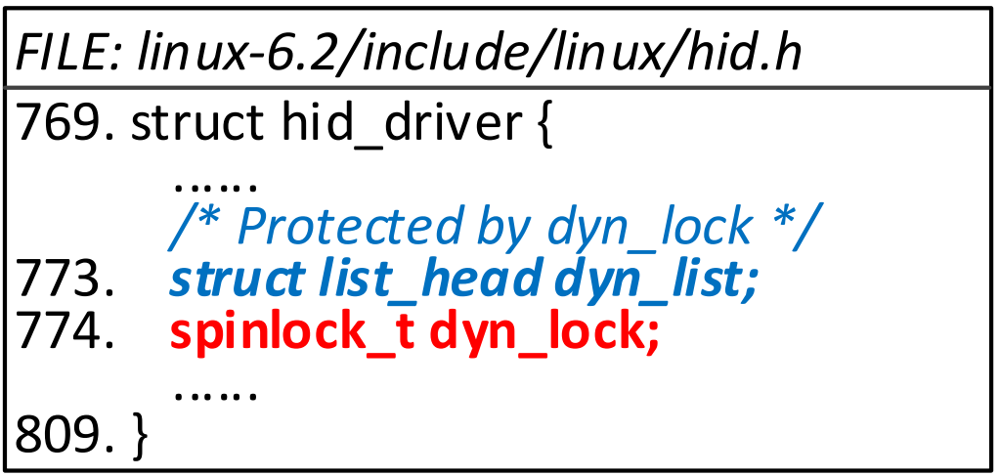 FILE: linux-6.2/include/linux/hid.h
769. struct hid_driver {
......
/* Protected by dyn_lock */
773. struct list_head dyn_list;
774. spinlock_t dyn_lock;
......
809. }